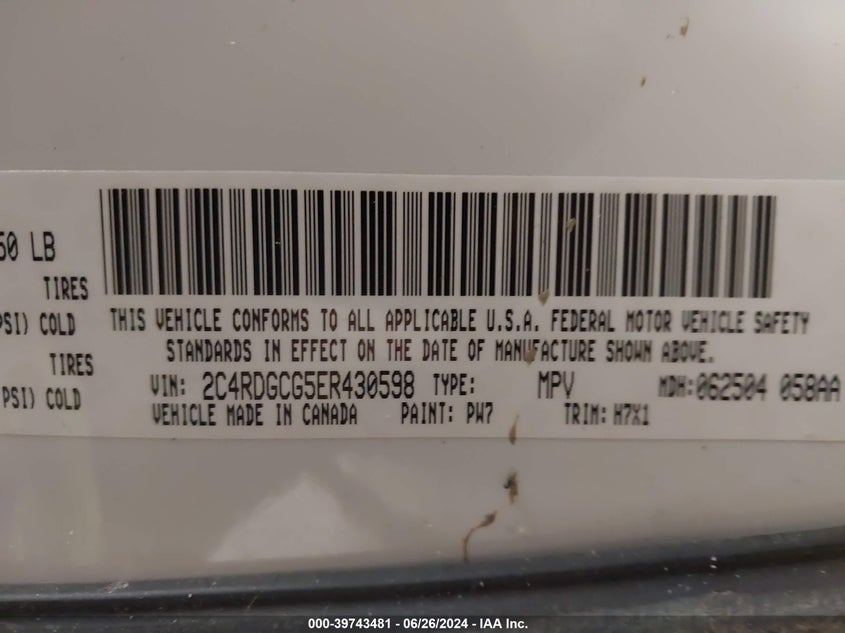 50 LB
TIRES
PSI) COLD
TIRES
PSI) COLD
THIS VEHICLE CONFORMS TO ALL APPLICABLE U.S.A. FEDERAL MOTOR VEHICLE SAFETY
STANDARDS IN EFFECT ON THE DATE OF MANUFACTURE SHOWN ABOVE.
VIN: 2C4RDGCG5ER430598 TYPE: MPV MDH:062504 058AA
VEHICLE MADE IN CANADA PAINT: PW7 TRIM: H7X1
000-39743481 - 06/26/2024 - IAA Inc.